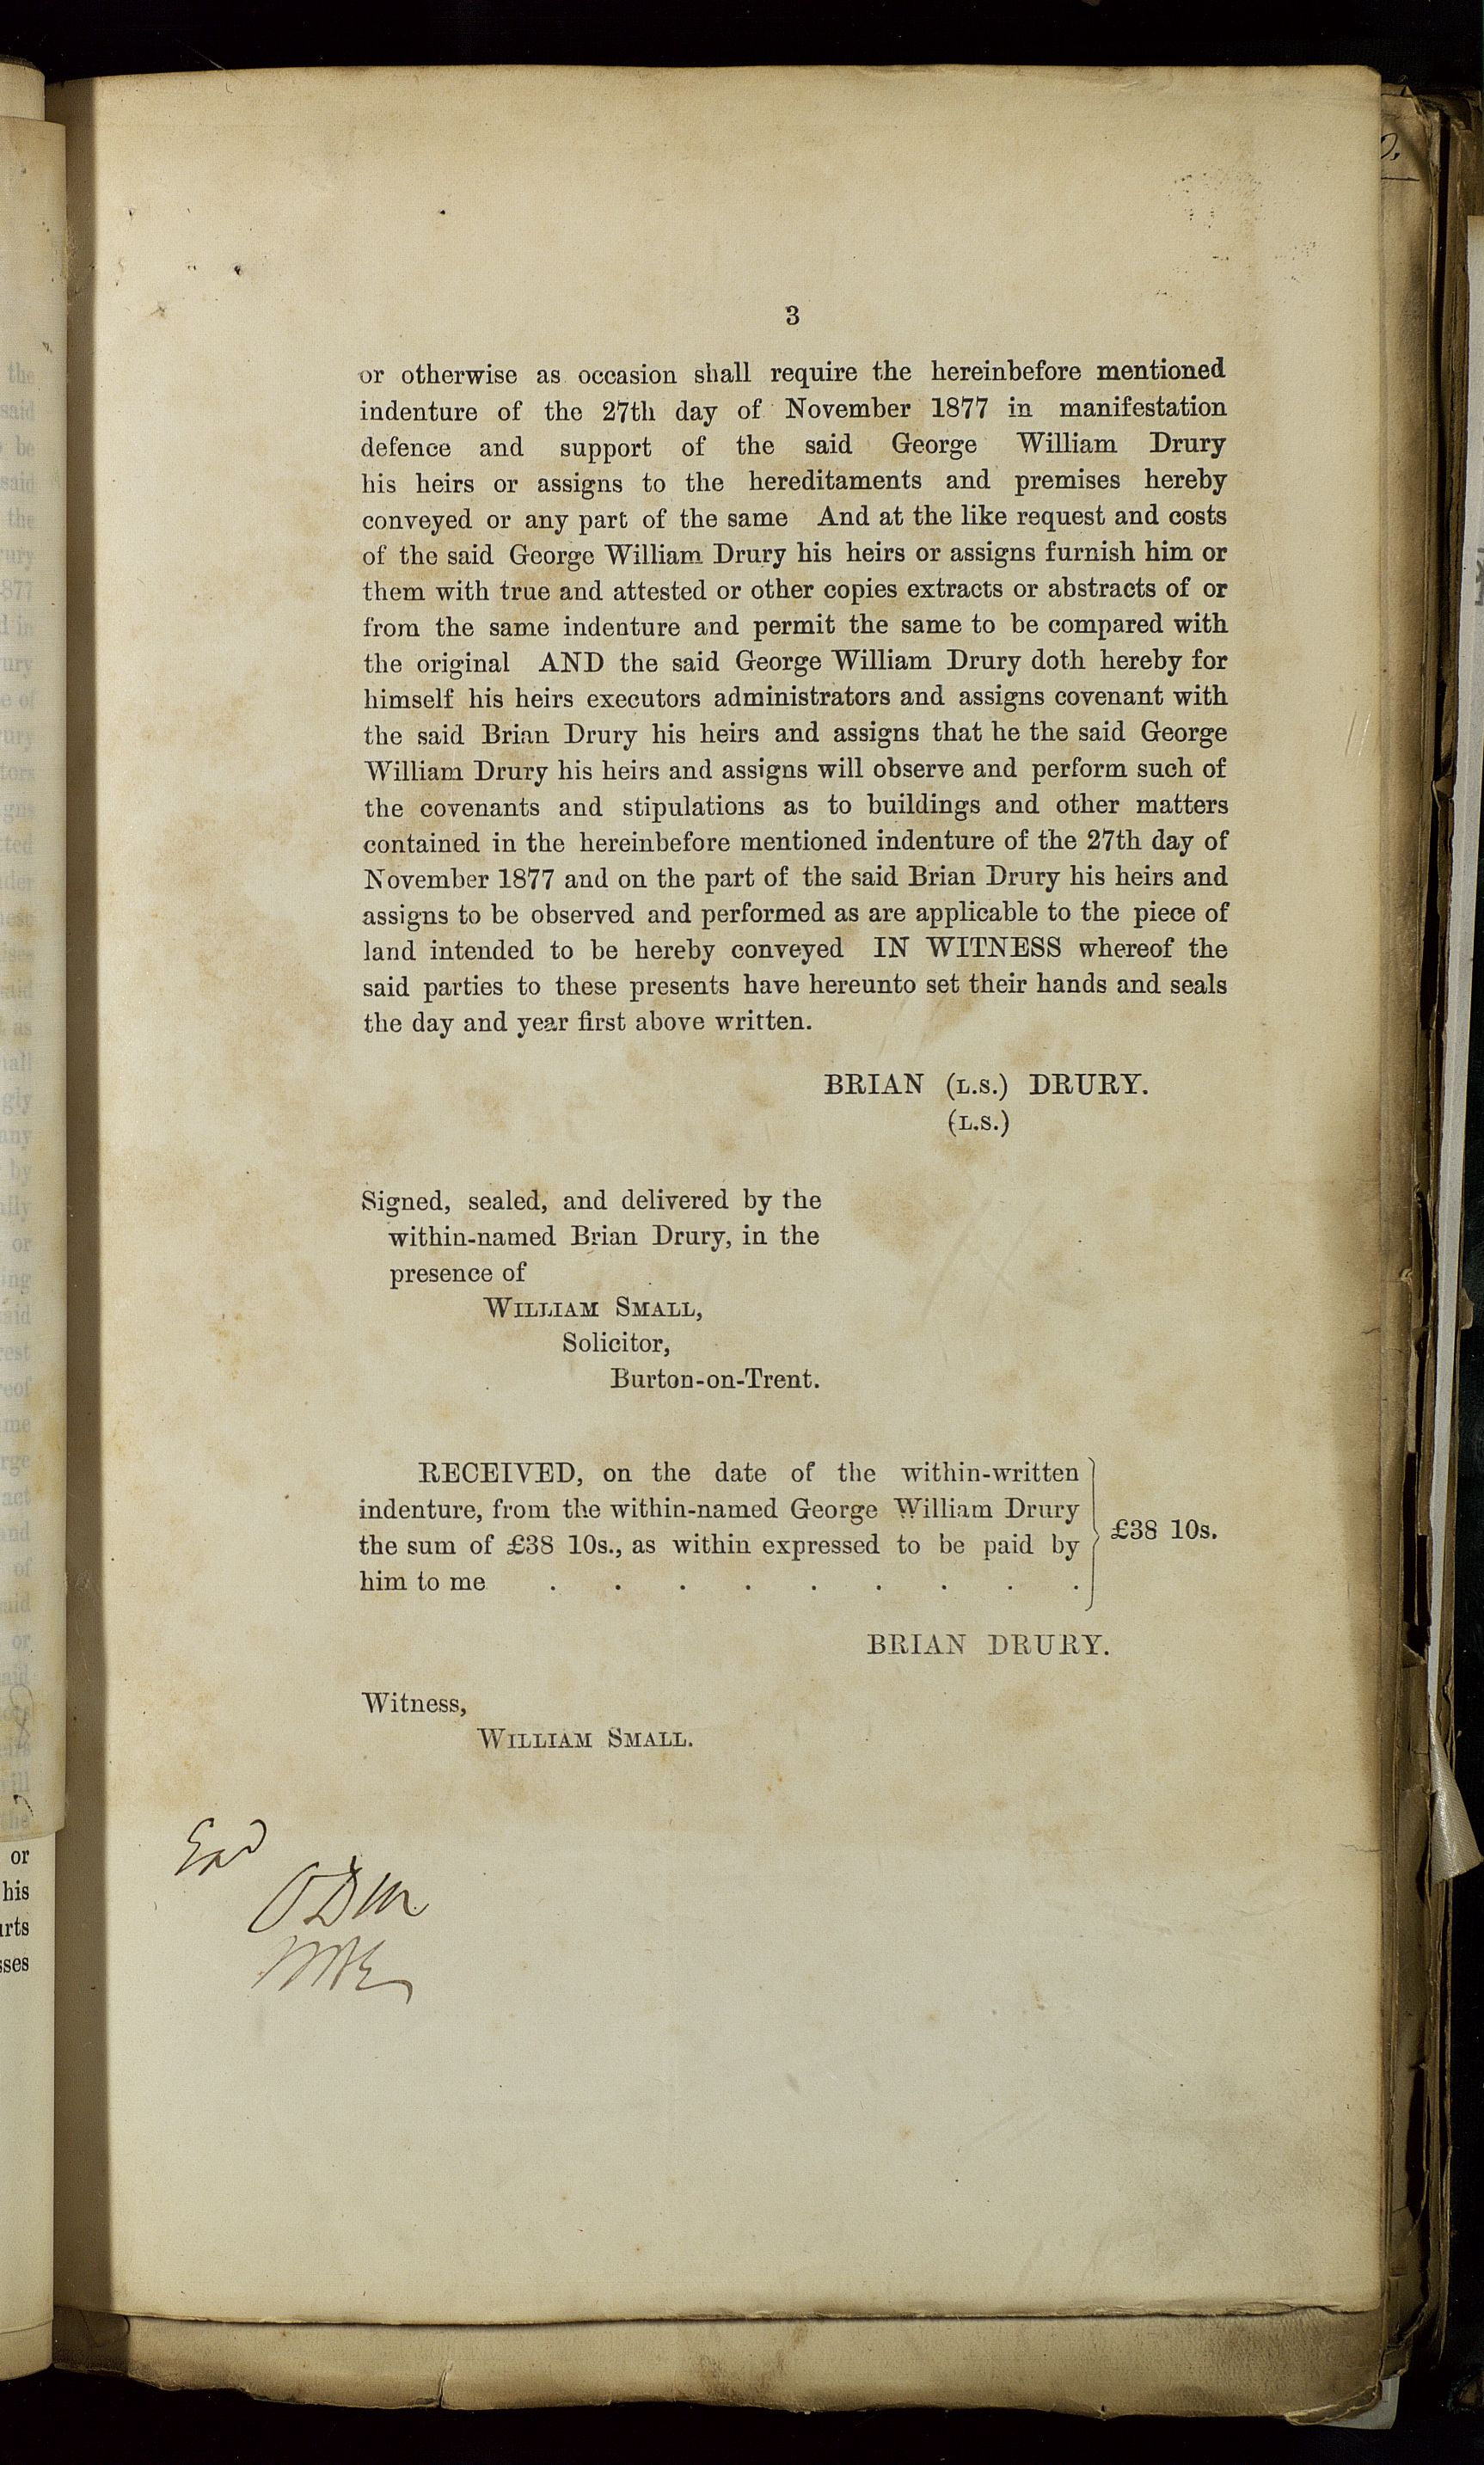 3
or otherwise as occasion shall require the hereinbefore mentioned
indenture of the 27th day of November 1877 in manifestation
defence and support of the said George William Drury
his heirs or assigns to the hereditaments and premises hereby
conveyed or any part of the same And at the like request and costs
of the said George William Drury his heirs or assigns furnish him or
them with true and attested or other copies extracts or abstracts of or
from the same indenture and permit the same to be compared with
the original AND the said George William Drury doth hereby for
himself his heirs executors administrators and assigns covenant with
the said Brian Drury his heirs and assigns that he the said George
William Drury his heirs and assigns will observe and perform such of
the covenants and stipulations as to buildings and other matters
contained in the hereinbefore mentioned indenture of the 27th day of
November 1877 and on the part of the said Brian Drury his heirs and
assigns to be observed and performed as are applicable to the piece of
land intended to be hereby conveyed IN WITNESS whereof the
said parties to these presents have hereunto set their hands and seals
the day and year first above written.
BRIAN (L.S.) DRURY.
(L.S.)
Signed, sealed, and delivered by the
within-named Brian Drury, in the
presence of
WILLIAM SMALL,
Solicitor,
Burton-on-Trent.
RECEIVED, on the date of the within-written
indenture, from the within-named George William Drury
the sum of £38 10s., as within expressed to be paid by
him to me . . . . . . . . .
£38 10s.
BRIAN DRURY.
Witness,
WILLIAM SMALL.